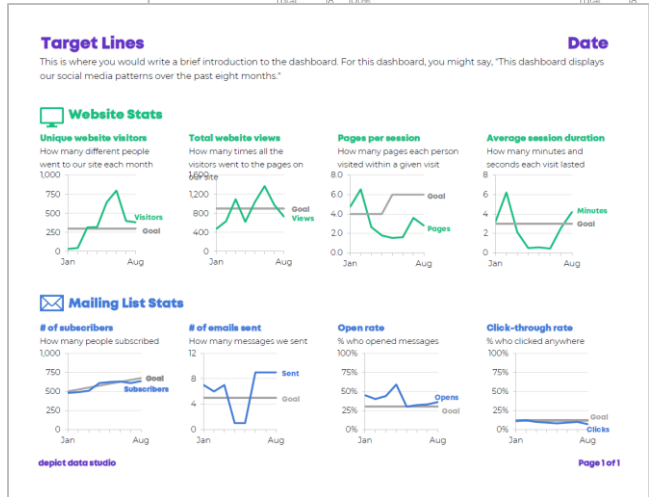 Total
100%
Total
Target Lines
Date
This is where you would write a brief introduction to the dashboard. For this dashboard, you might say, "This dashboard displays
our social media patterns over the past eight months."
Website Stats
Unique website visitors
How many different people
went to our site each month
1,000
750
500
250
0
Visitors
Goal
Jan
Aug
Total website views
How many times all the
visitors went to the pages on
our site
1,600
1,200
800
400
0
Goal
Views
Jan
Aug
Pages per session
How many pages each person
visited within a given visit
8.0
6.0
4.0
2.0
0.0
Goal
Pages
Jan
Aug
Average session duration
How many minutes and
seconds each visit lasted
8
6
4
2
0
Minutes
Goal
Jan
Aug
Mailing List Stats
# of subscribers
How many people subscribed
1,000
750
500
250
0
Goal
Subscribers
Jan
Aug
# of emails sent
How many messages we sent
12
8
4
0
Sent
Goal
Jan
Aug
Open rate
% who opened messages
100%
75%
50%
25%
0%
Opens
Goal
Jan
Aug
Click-through rate
% who clicked anywhere
100%
75%
50%
25%
0%
Goal
Clicks
Jan
Aug
depict data studio
Page 1 of 1